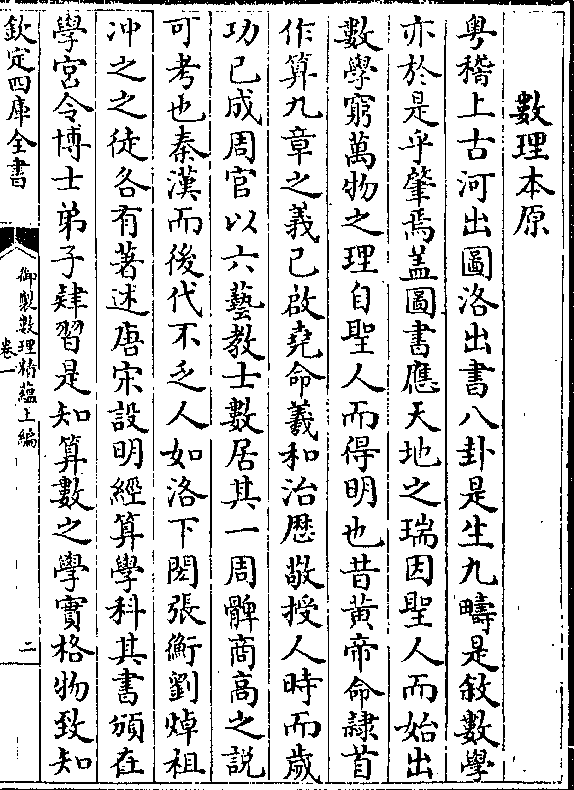 數理本原
粤稽上古河出圖洛出書八卦是生九疇是敘數學
亦於是乎肇焉蓋圖書應天地之瑞因聖人而始出
數學窮萬物之理自聖人而得明也昔黄帝命隸首
作算九章之義已啟堯命羲和治厯敬授人時而歲
功已成周官以六藝教士數居其一周髀商高之説
可考也秦漢而後代不乏人如洛下閎張衡劉焯祖
冲之之徒各有著述唐宋設明經算學科其書頒在
學宮令博士弟子肄習是知算數之學實格物致知
欽定四庫全書
御製數理精藴上編
卷一
二